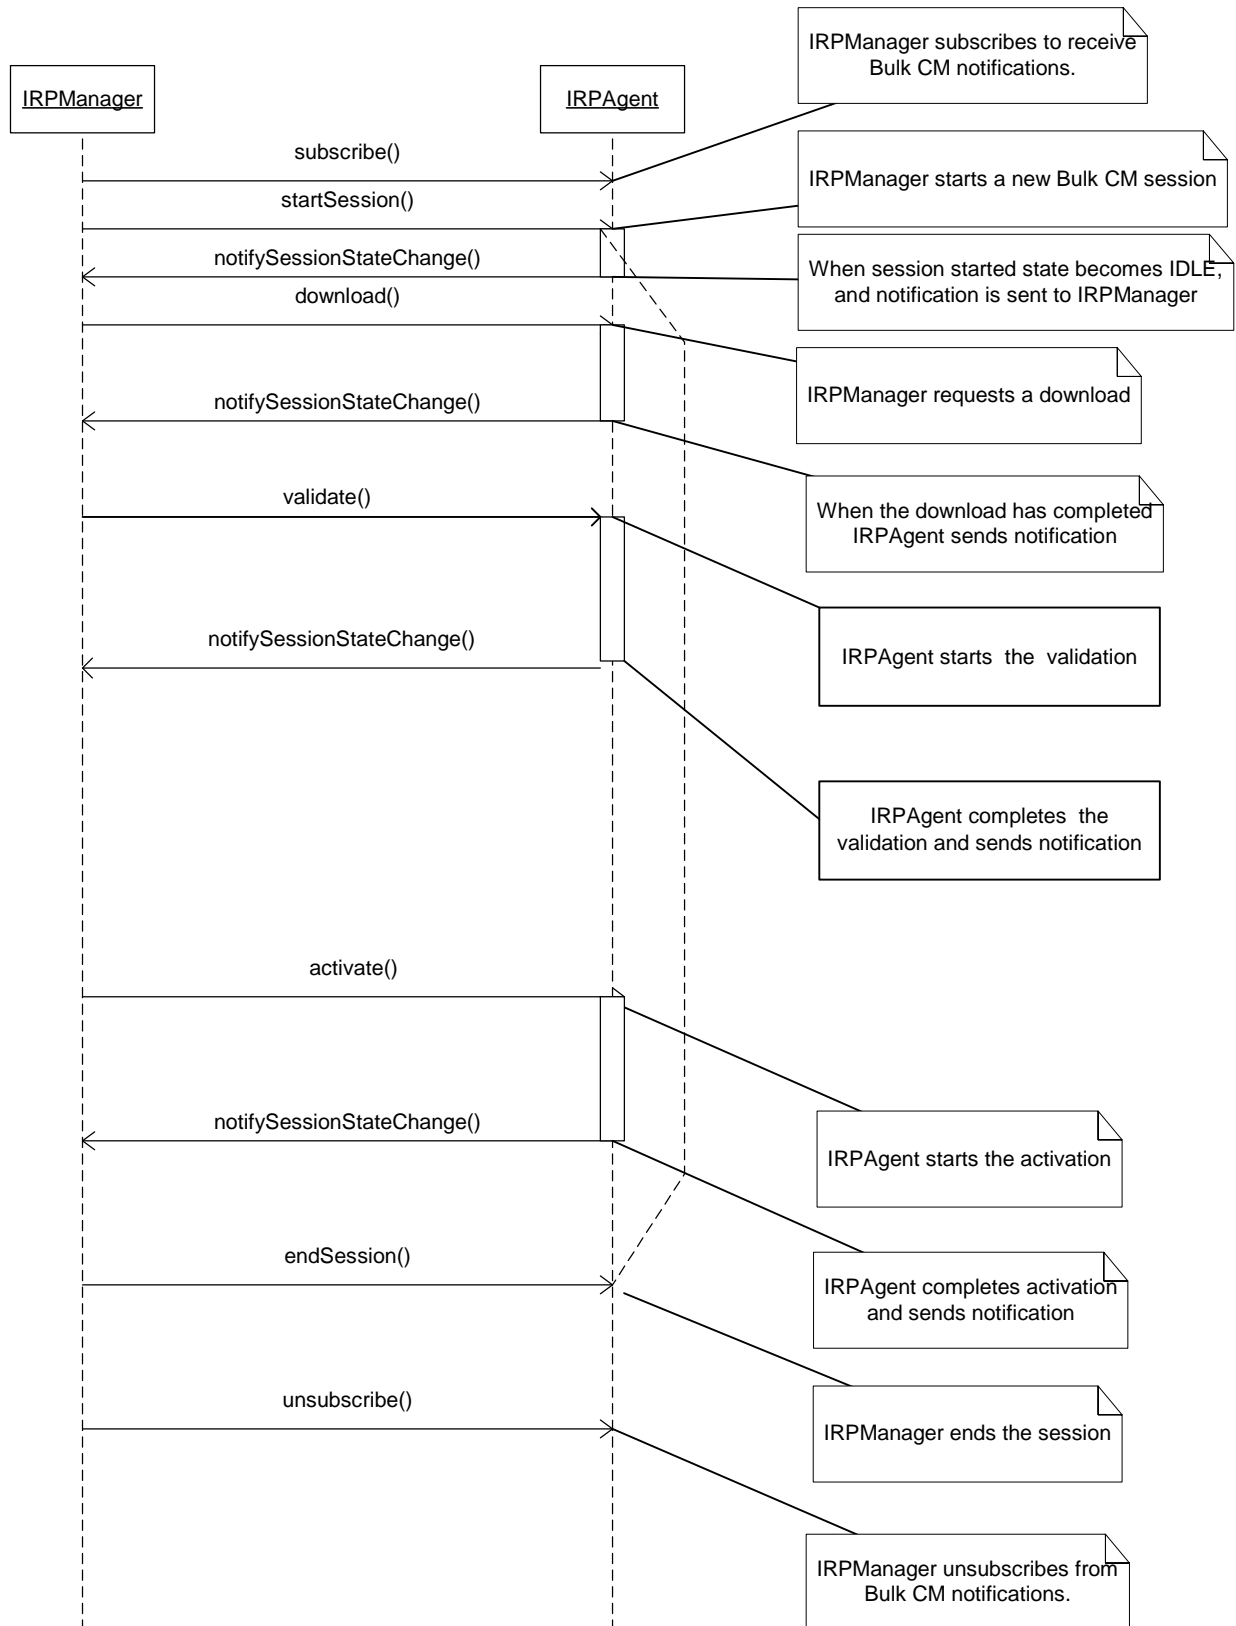 IRPManager subscribes to receive
Bulk CM notifications.
IRPManager
IRPAgent
subscribe()
IRPManager starts a new Bulk CM session
startSession()
notifySessionStateChange()
When session started state becomes IDLE,
and notification is sent to IRPManager
download()
IRPManager requests a download
notifySessionStateChange()
validate()
When the download has completed
IRPAgent sends notification
notifySessionStateChange()
IRPAgent starts the validation
IRPAgent completes the
validation and sends notification
activate()
notifySessionStateChange()
IRPAgent starts the activation
endSession()
IRPAgent completes activation
and sends notification
unsubscribe()
IRPManager ends the session
IRPManager unsubscribes from
Bulk CM notifications.